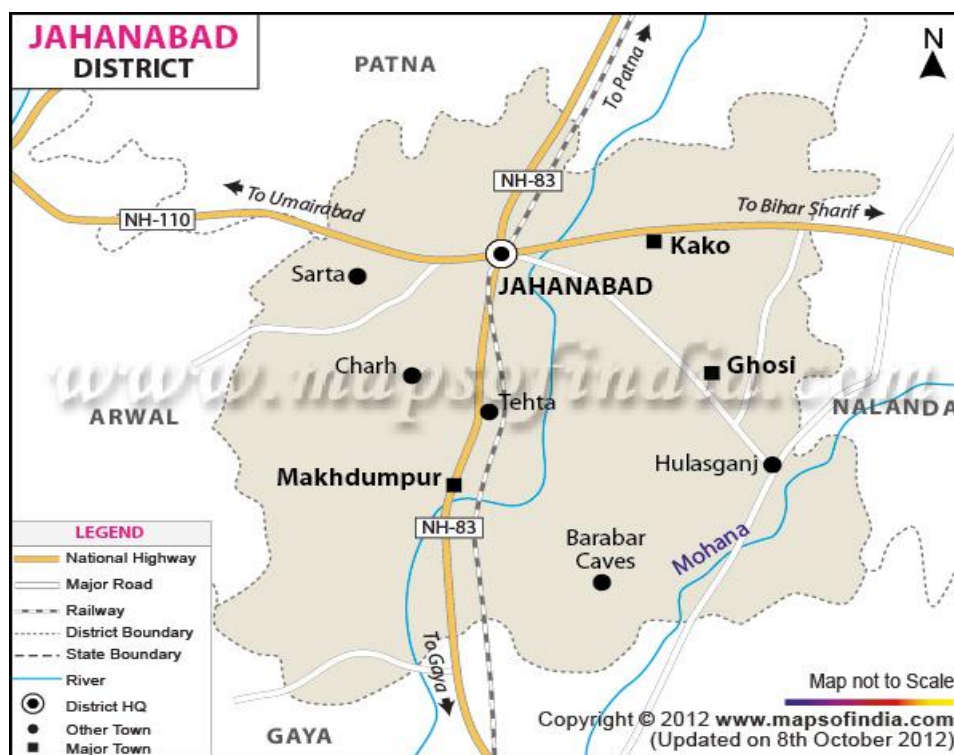 JAHANABAD
DISTRICT
PATNA
N
To Patna
NH-83
To Umairabad
NH-110
To Bihar Sharif
Kako
Sarta
JAHANABAD
Charh
Ghosi
www.mapsofindia.com
ARWAL
Tehta
NALANDA
Makhdumpur
Hulasganj
NH-83
Barabar
Caves
Mohana
LEGEND
National Highway
Major Road
Railway
District Boundary
State Boundary
River
District HQ
Other Town
Major Town
To Gaya
GAYA
Map not to Scale
Copyright © 2012 www.mapsofindia.com
(Updated on 8th October 2012)